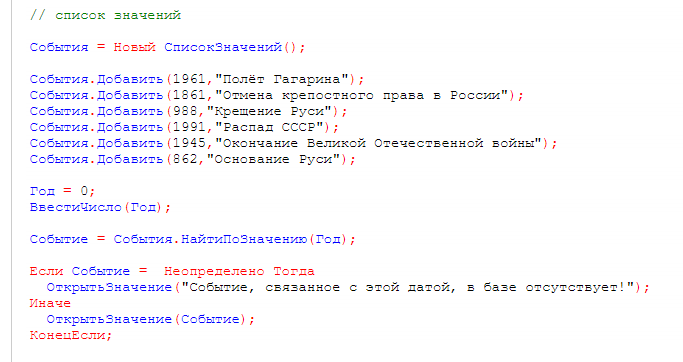 // список значений
События = Новый СписокЗначений();
События.Добавить(1961,"Полёт Гагарина");
События.Добавить(1861,"Отмена крепостного права в России");
События.Добавить(988,"Крещение Руси");
События.Добавить(1991,"Распад СССР");
События.Добавить(1945,"Окончание Великой Отечественной войны");
События.Добавить(862,"Основание Руси");
Год = 0;
ВвестиЧисло(Год);
Событие = События.НайтиПоЗначению(Год);
Если Событие =  Неопределено Тогда
  ОткрытьЗначение("Событие, связанное с этой датой, в базе отсутствует!");
Иначе
  ОткрытьЗначение(Событие);
КонецЕсли;